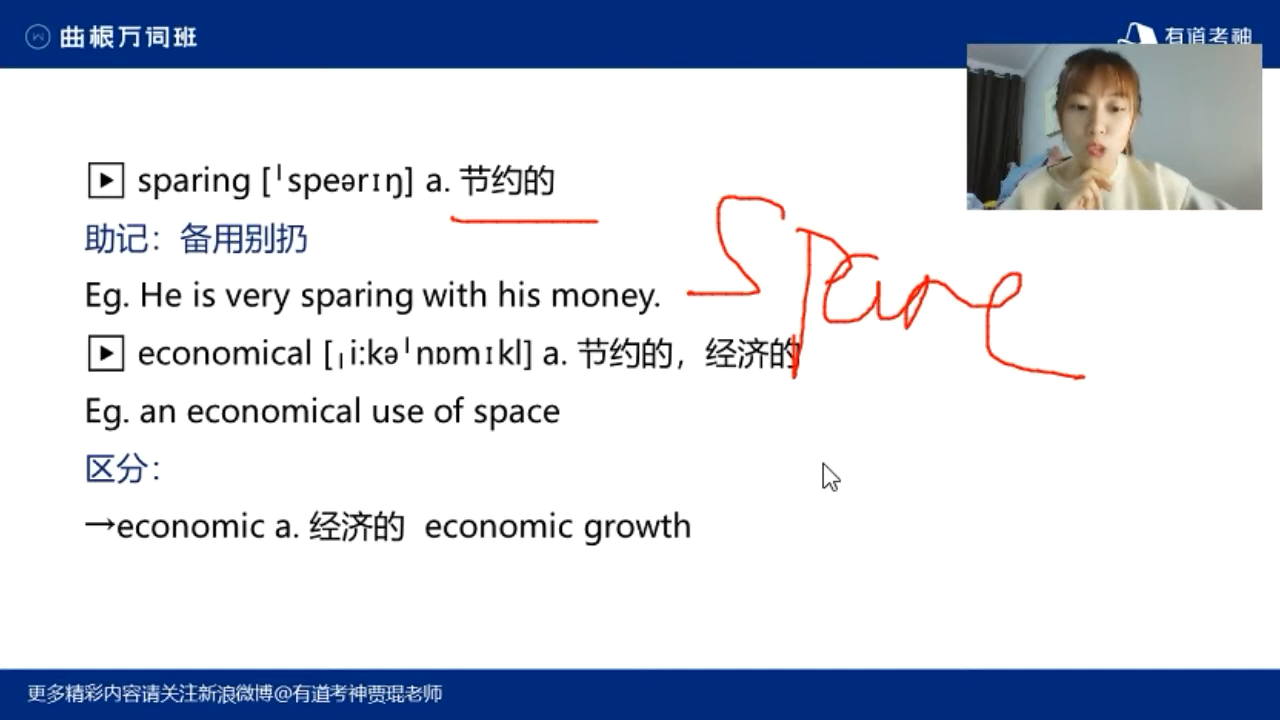 曲根万词班
有道考神
▶ sparing [ˈspeərɪŋ] a. 节约的
助记：备用别扔
Eg. He is very sparing with his money.
spare
▶ economical [ˌi:kəˈnɒmɪkl] a. 节约的，经济的
Eg. an economical use of space
区分：
→economic a. 经济的 economic growth
更多精彩内容请关注新浪微博@有道考神贾琨老师